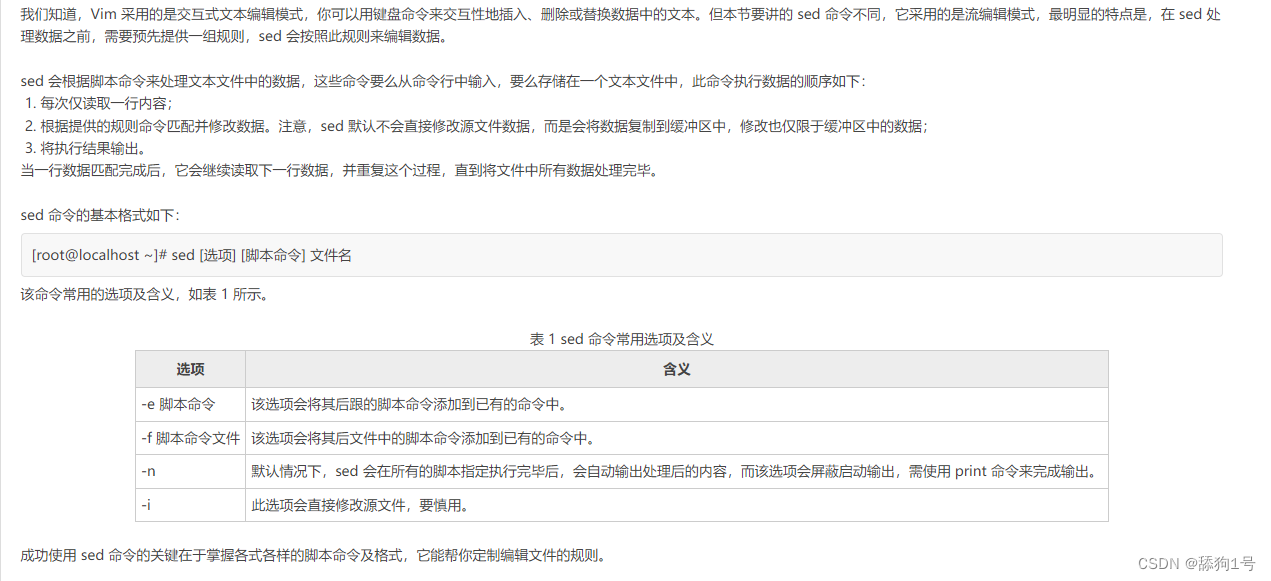 我们知道，Vim 采用的是交互式文本编辑模式，你可以用键盘命令来交互性地插入、删除或替换数据中的文本。但本节要讲的 sed 命令不同，它采用的是流编辑模式，最明显的特点是，在 sed 处
理数据之前，需要预先提供一组规则，sed 会按照此规则来编辑数据。
sed 会根据脚本命令来处理文本文件中的数据，这些命令要么从命令行中输入，要么存储在一个文本文件中，此命令执行数据的顺序如下：
1. 每次仅读取一行内容；
2. 根据提供的规则命令匹配并修改数据。注意，sed 默认不会直接修改源文件数据，而是会将数据复制到缓冲区中，修改也仅限于缓冲区中的数据；
3. 将执行结果输出。
当一行数据匹配完成后，它会继续读取下一行数据，并重复这个过程，直到将文件中所有数据处理完毕。
sed 命令的基本格式如下：
[root@localhost ~]# sed [选项] [脚本命令] 文件名
该命令常用的选项及含义，如表 1 所示。
表 1 sed 命令常用选项及含义
选项 含义
-e 脚本命令 该选项会将其后跟的脚本命令添加到已有的命令中。
-f 脚本命令文件 该选项会将其后文件中的脚本命令添加到已有的命令中。
-n 默认情况下，sed 会在所有的脚本指定执行完毕后，会自动输出处理后的内容，而该选项会屏蔽启动输出，需使用 print 命令来完成输出。
-i 此选项会直接修改源文件，要慎用。
成功使用 sed 命令的关键在于掌握各式各样的脚本命令及格式，它能帮你定制编辑文件的规则。
CSDN @舔狗1号